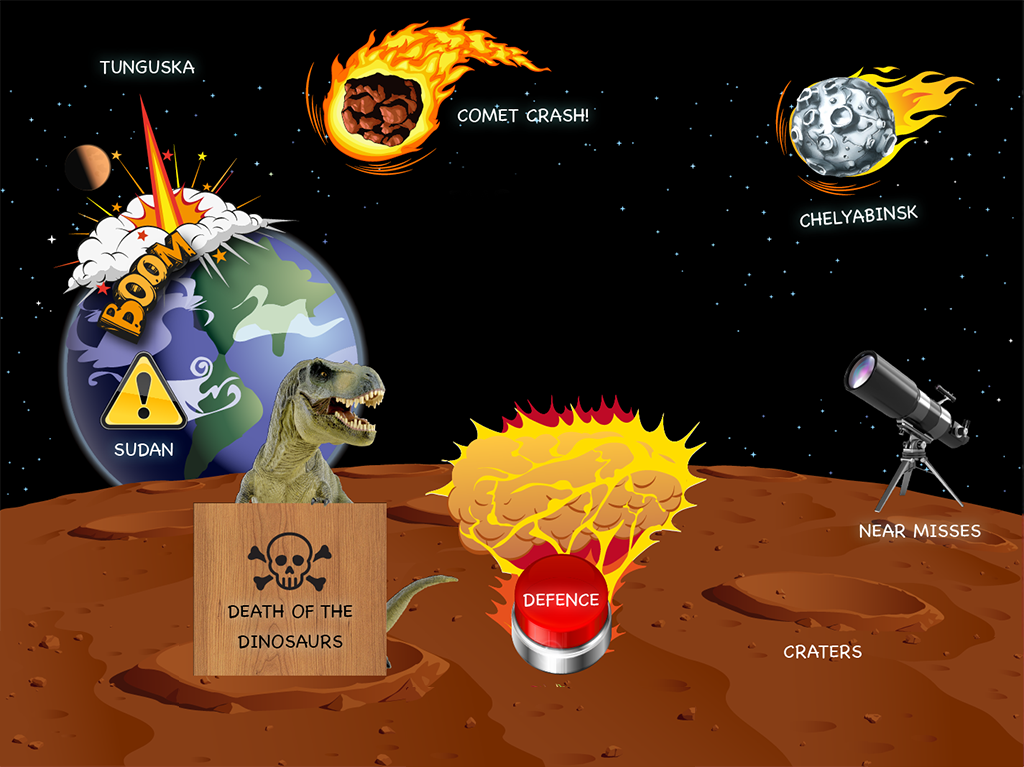 TUNGUSKA
COMET CRASH!
CHELYABINSK
BOOM
SUDAN
NEAR MISSES
DEFENCE
DEATH OF THE
DINOSAURS
CRATERS